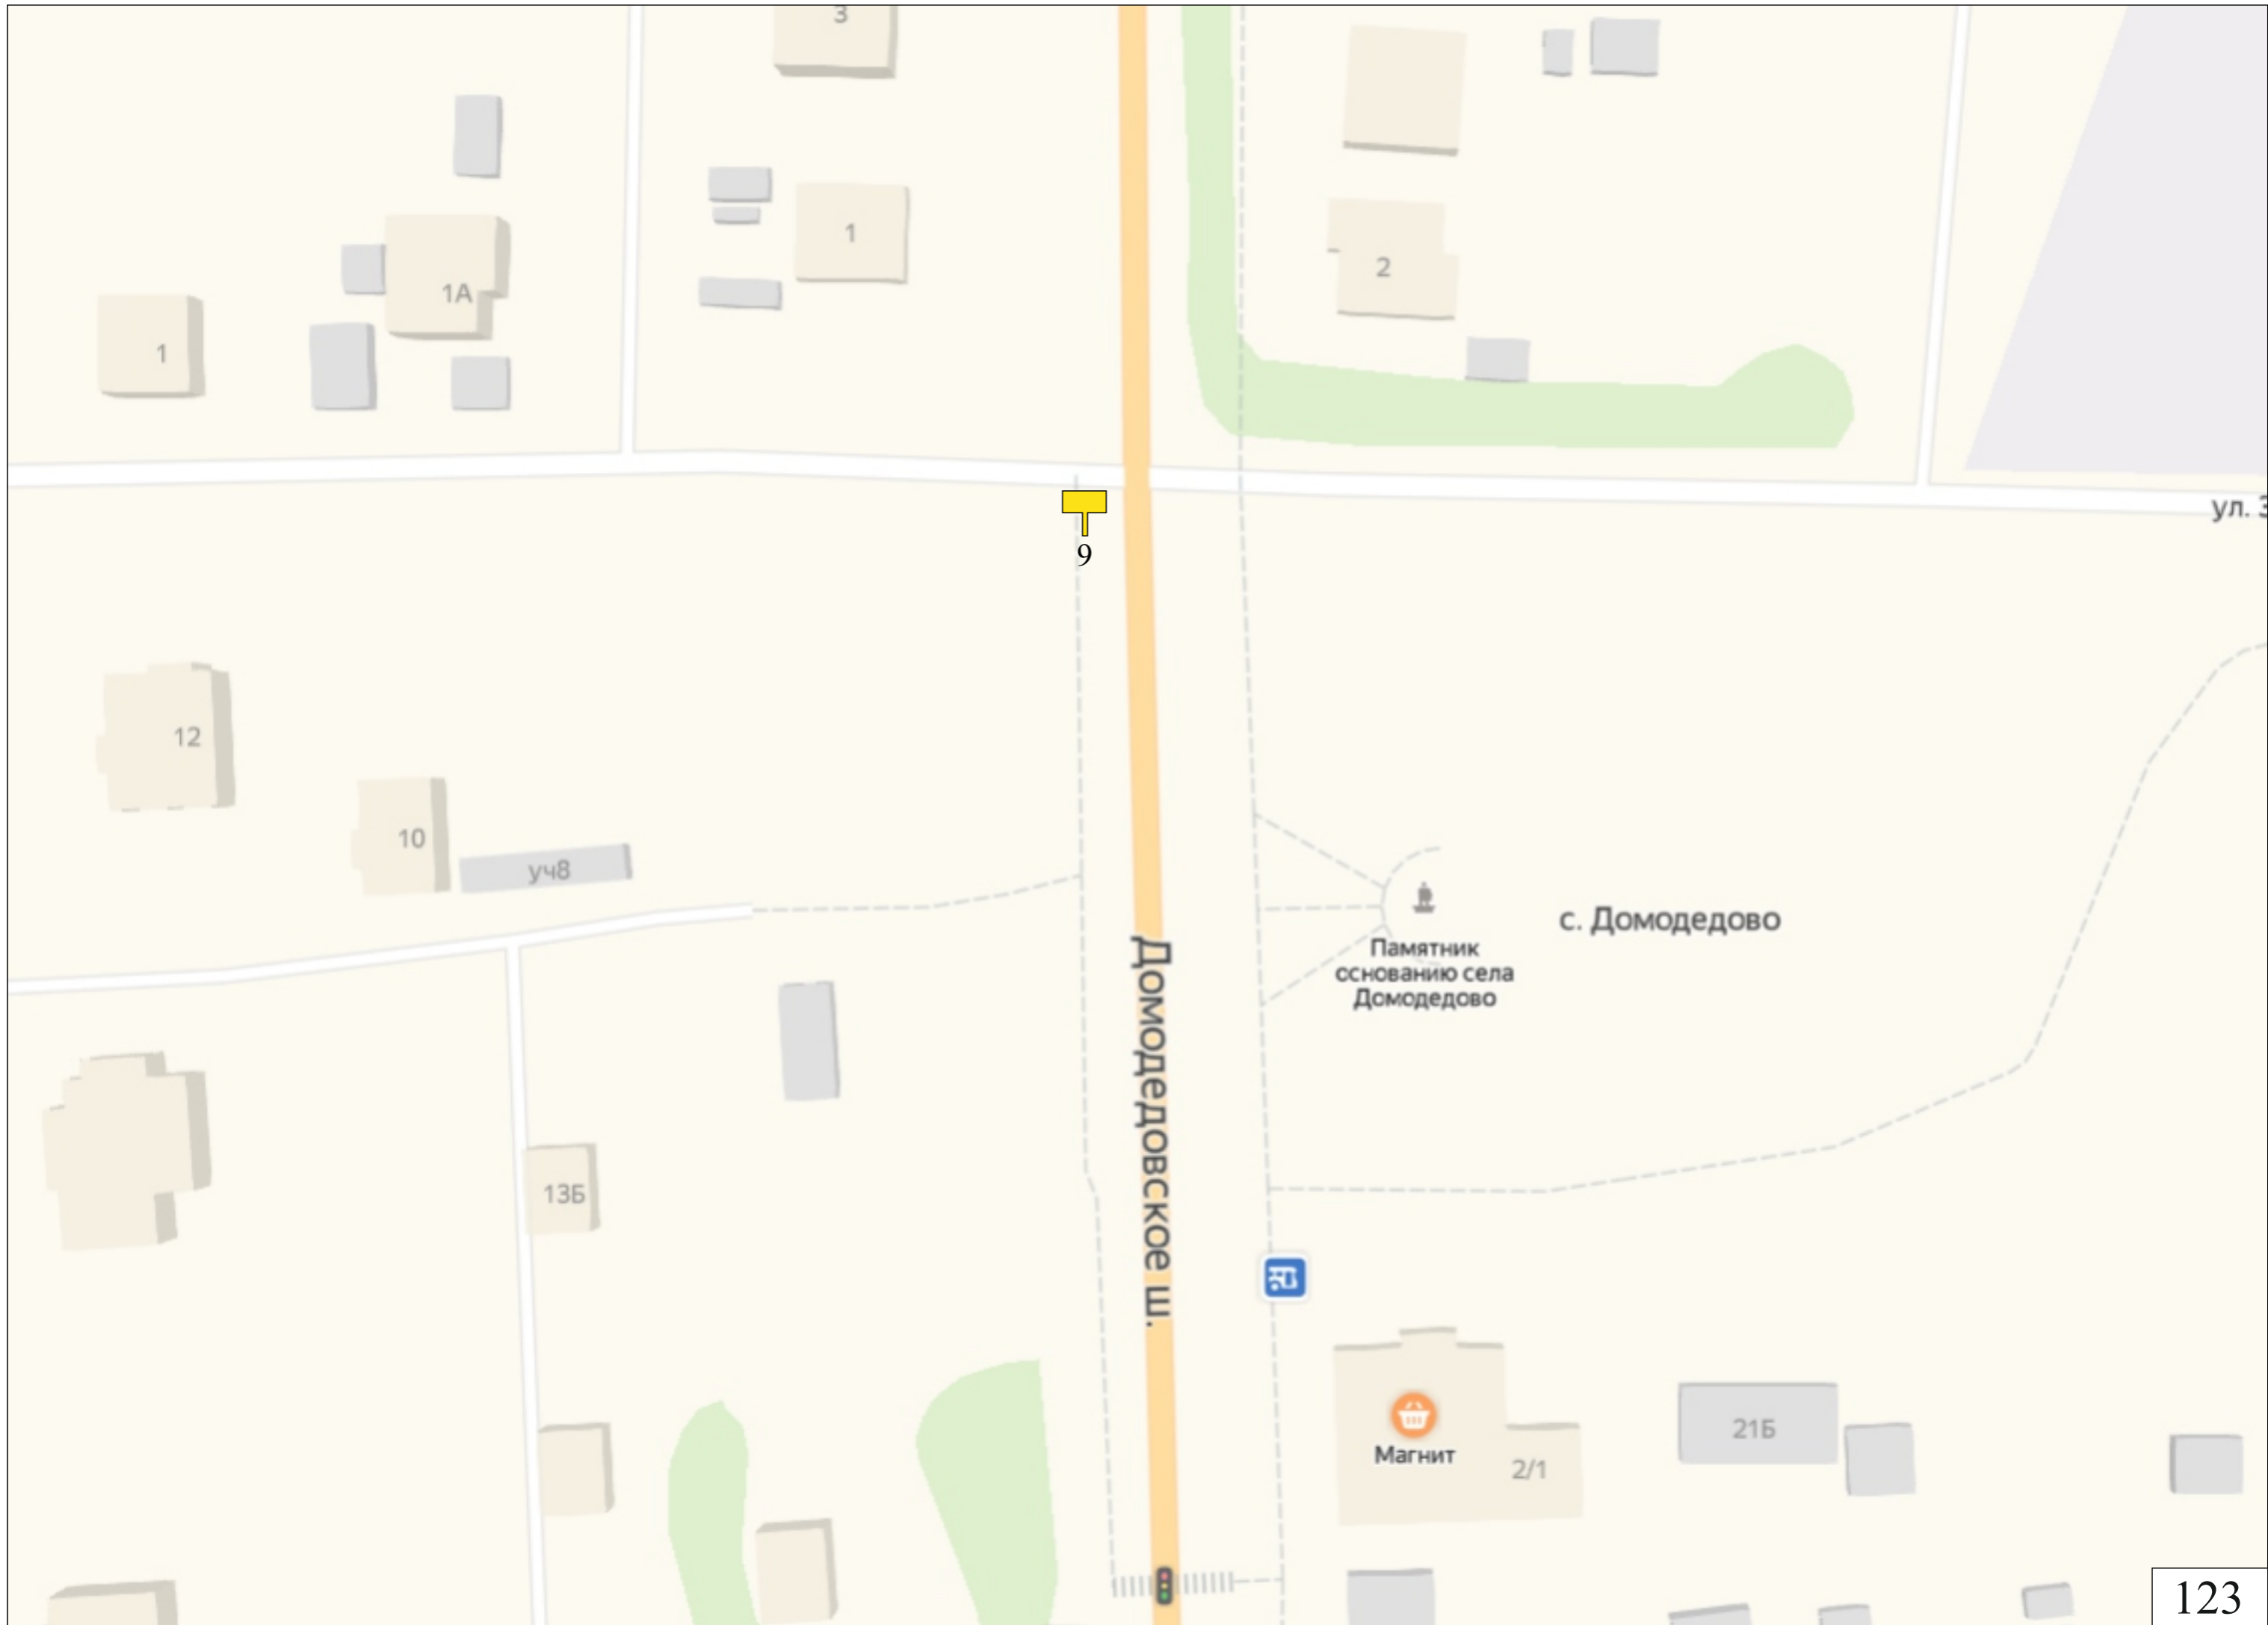 3
1
2
1А
1
ул. З
9
12
10
уч8
с. Домодедово
Памятник
основанию села
Домодедово
Домодедовское ш.
13Б
Магнит
21Б
2/1
123